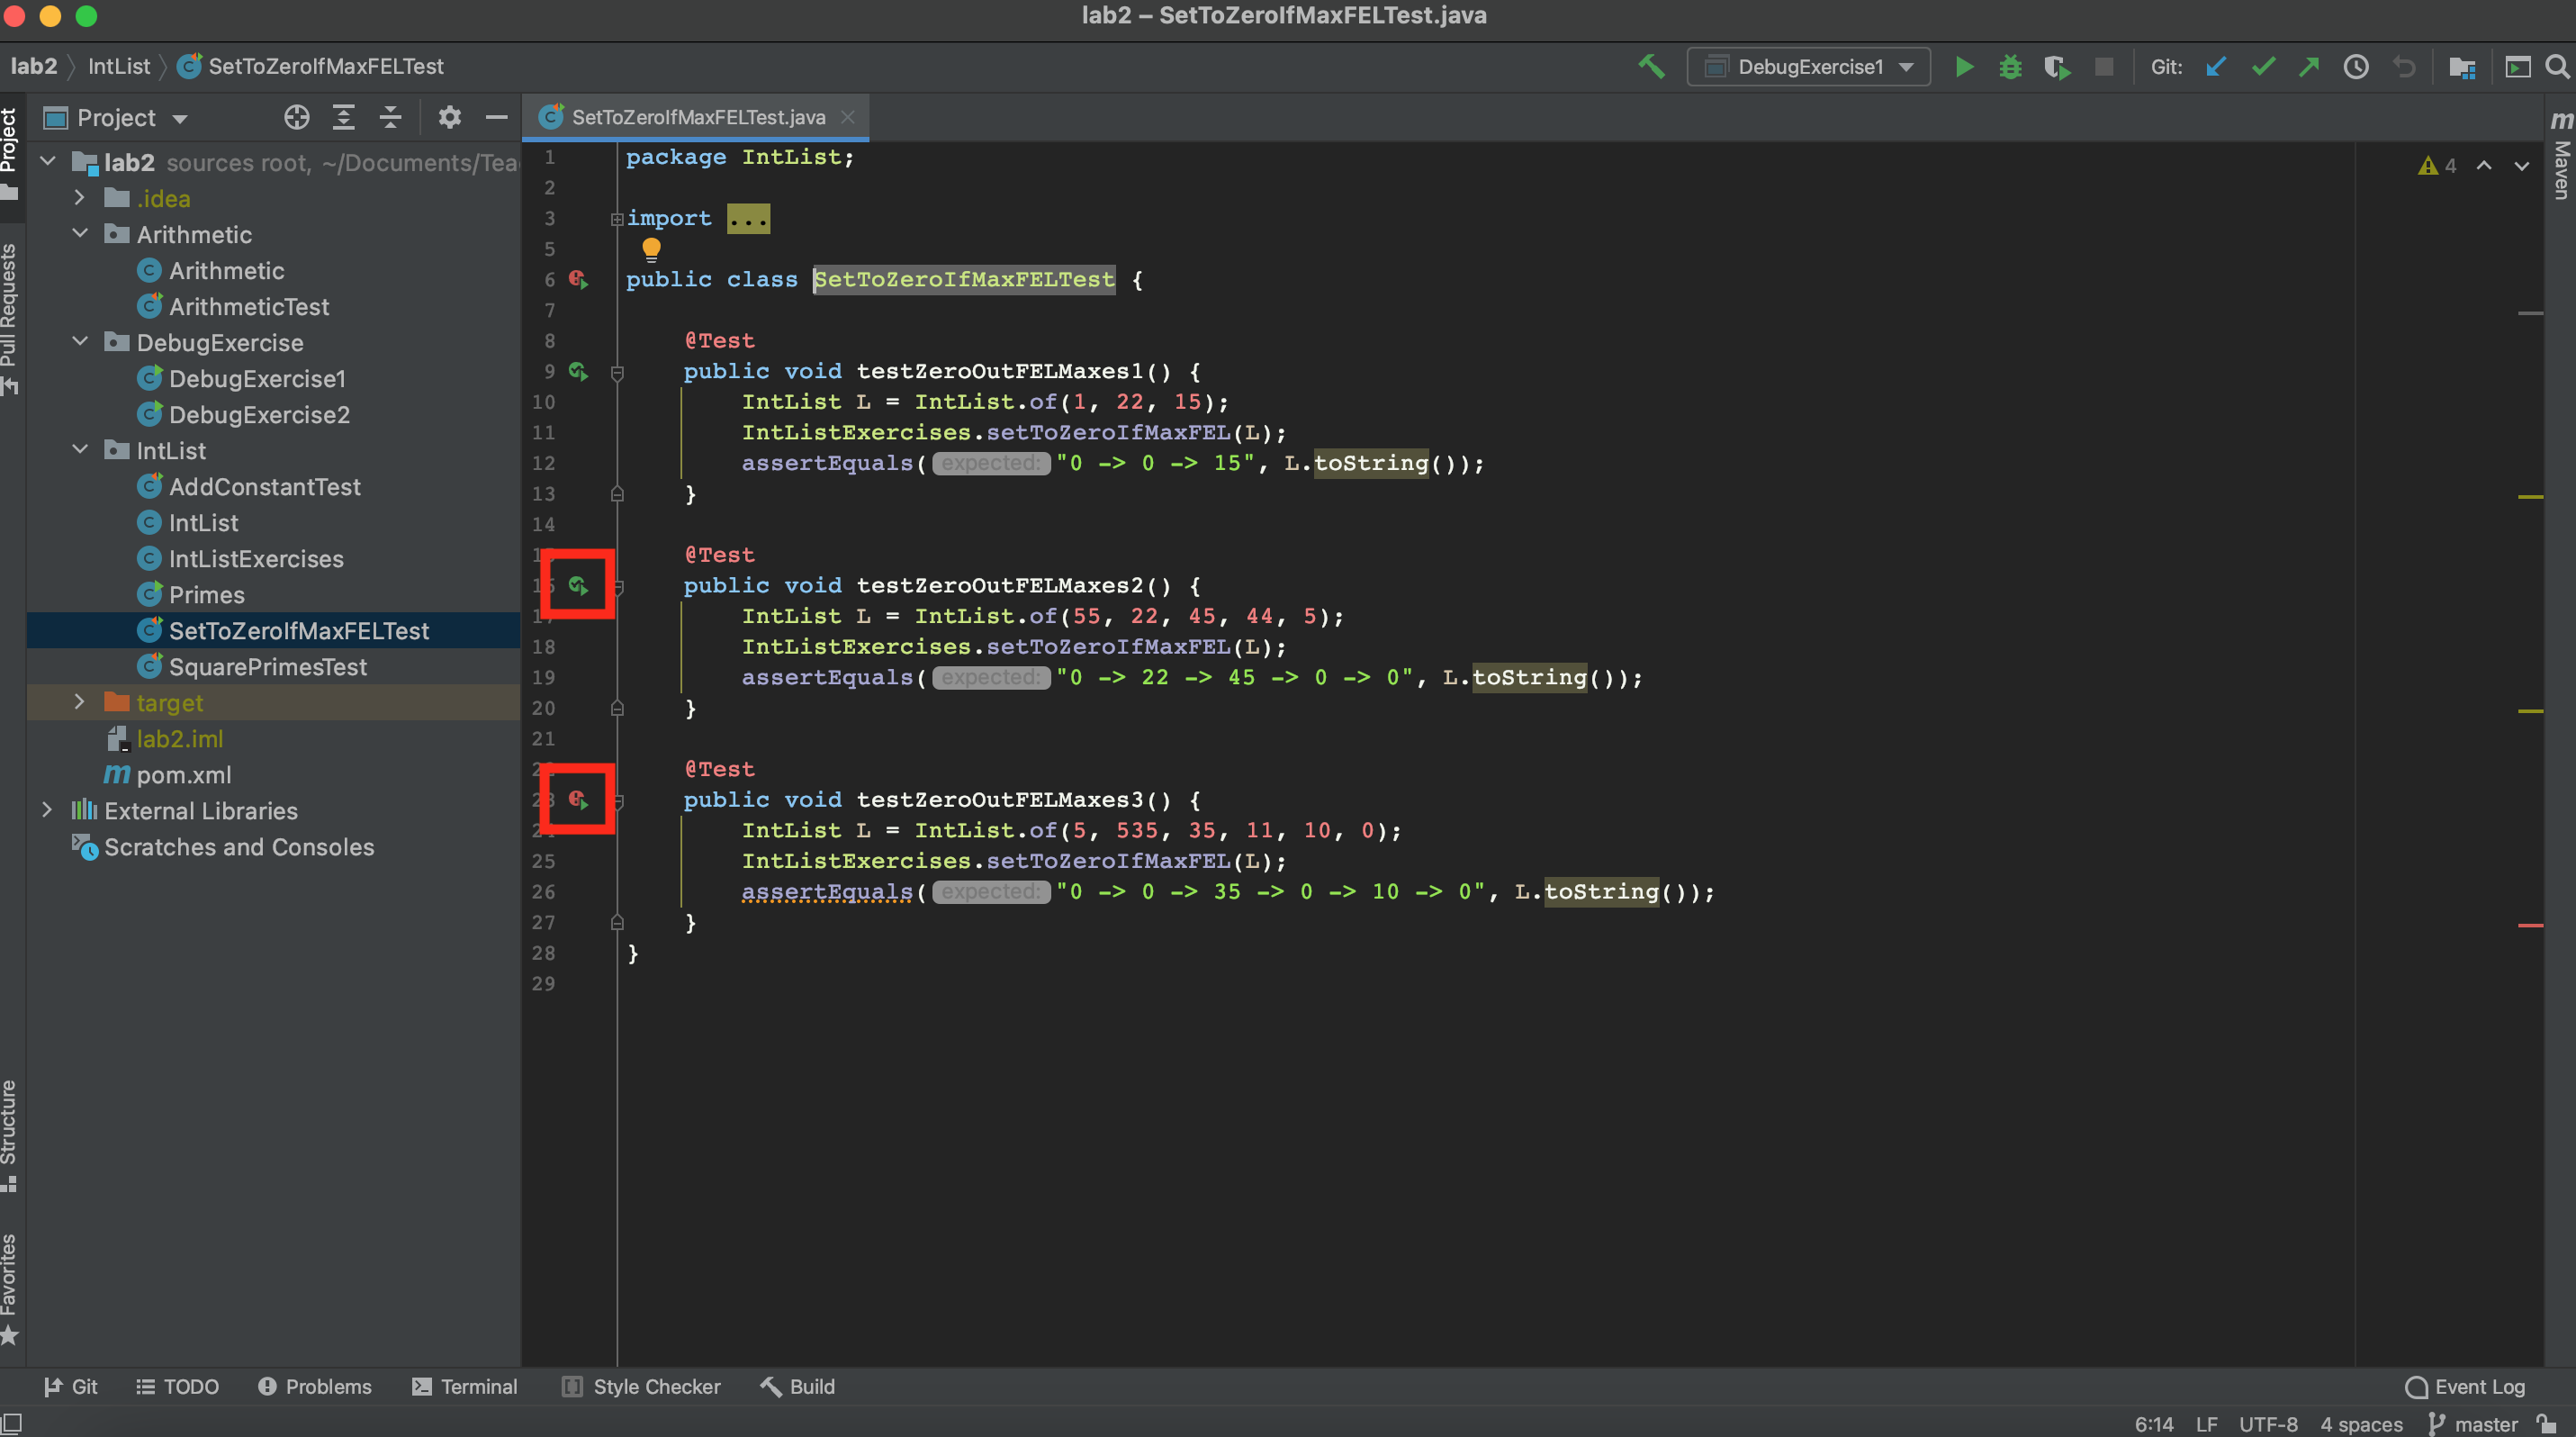 lab2 – SetToZeroIfMaxFELTest.java
lab2 IntList SetToZeroIfMaxFELTest
DebugExercise1
Git:
Project
SetToZeroIfMaxFELTest.java
Project
Pull Requests
Structure
Favorites
Maven
lab2 sources root, ~/Documents/Tea
.idea
Arithmetic
Arithmetic
ArithmeticTest
DebugExercise
DebugExercise1
DebugExercise2
IntList
AddConstantTest
IntList
IntListExercises
Primes
SetToZeroIfMaxFELTest
SquarePrimesTest
target
lab2.iml
pom.xml
External Libraries
Scratches and Consoles
4
1 package IntList;
2
3 import ...
5
6 public class SetToZeroIfMaxFELTest {
7
8 @Test
9 public void testZeroOutFELMaxes1() {
10 IntList L = IntList.of(1, 22, 15);
11 IntListExercises.setToZeroIfMaxFEL(L);
12 assertEquals( expected: "0 -> 0 -> 15", L.toString());
13 }
14
15 @Test
16 public void testZeroOutFELMaxes2() {
17 IntList L = IntList.of(55, 22, 45, 44, 5);
18 IntListExercises.setToZeroIfMaxFEL(L);
19 assertEquals( expected: "0 -> 22 -> 45 -> 0 -> 0", L.toString());
20 }
21
22 @Test
23 public void testZeroOutFELMaxes3() {
24 IntList L = IntList.of(5, 535, 35, 11, 10, 0);
25 IntListExercises.setToZeroIfMaxFEL(L);
26 assertEquals( expected: "0 -> 0 -> 35 -> 0 -> 10 -> 0", L.toString());
27 }
28 }
29
Git TODO Problems Terminal Style Checker Build Event Log
6:14 LF UTF-8 4 spaces master